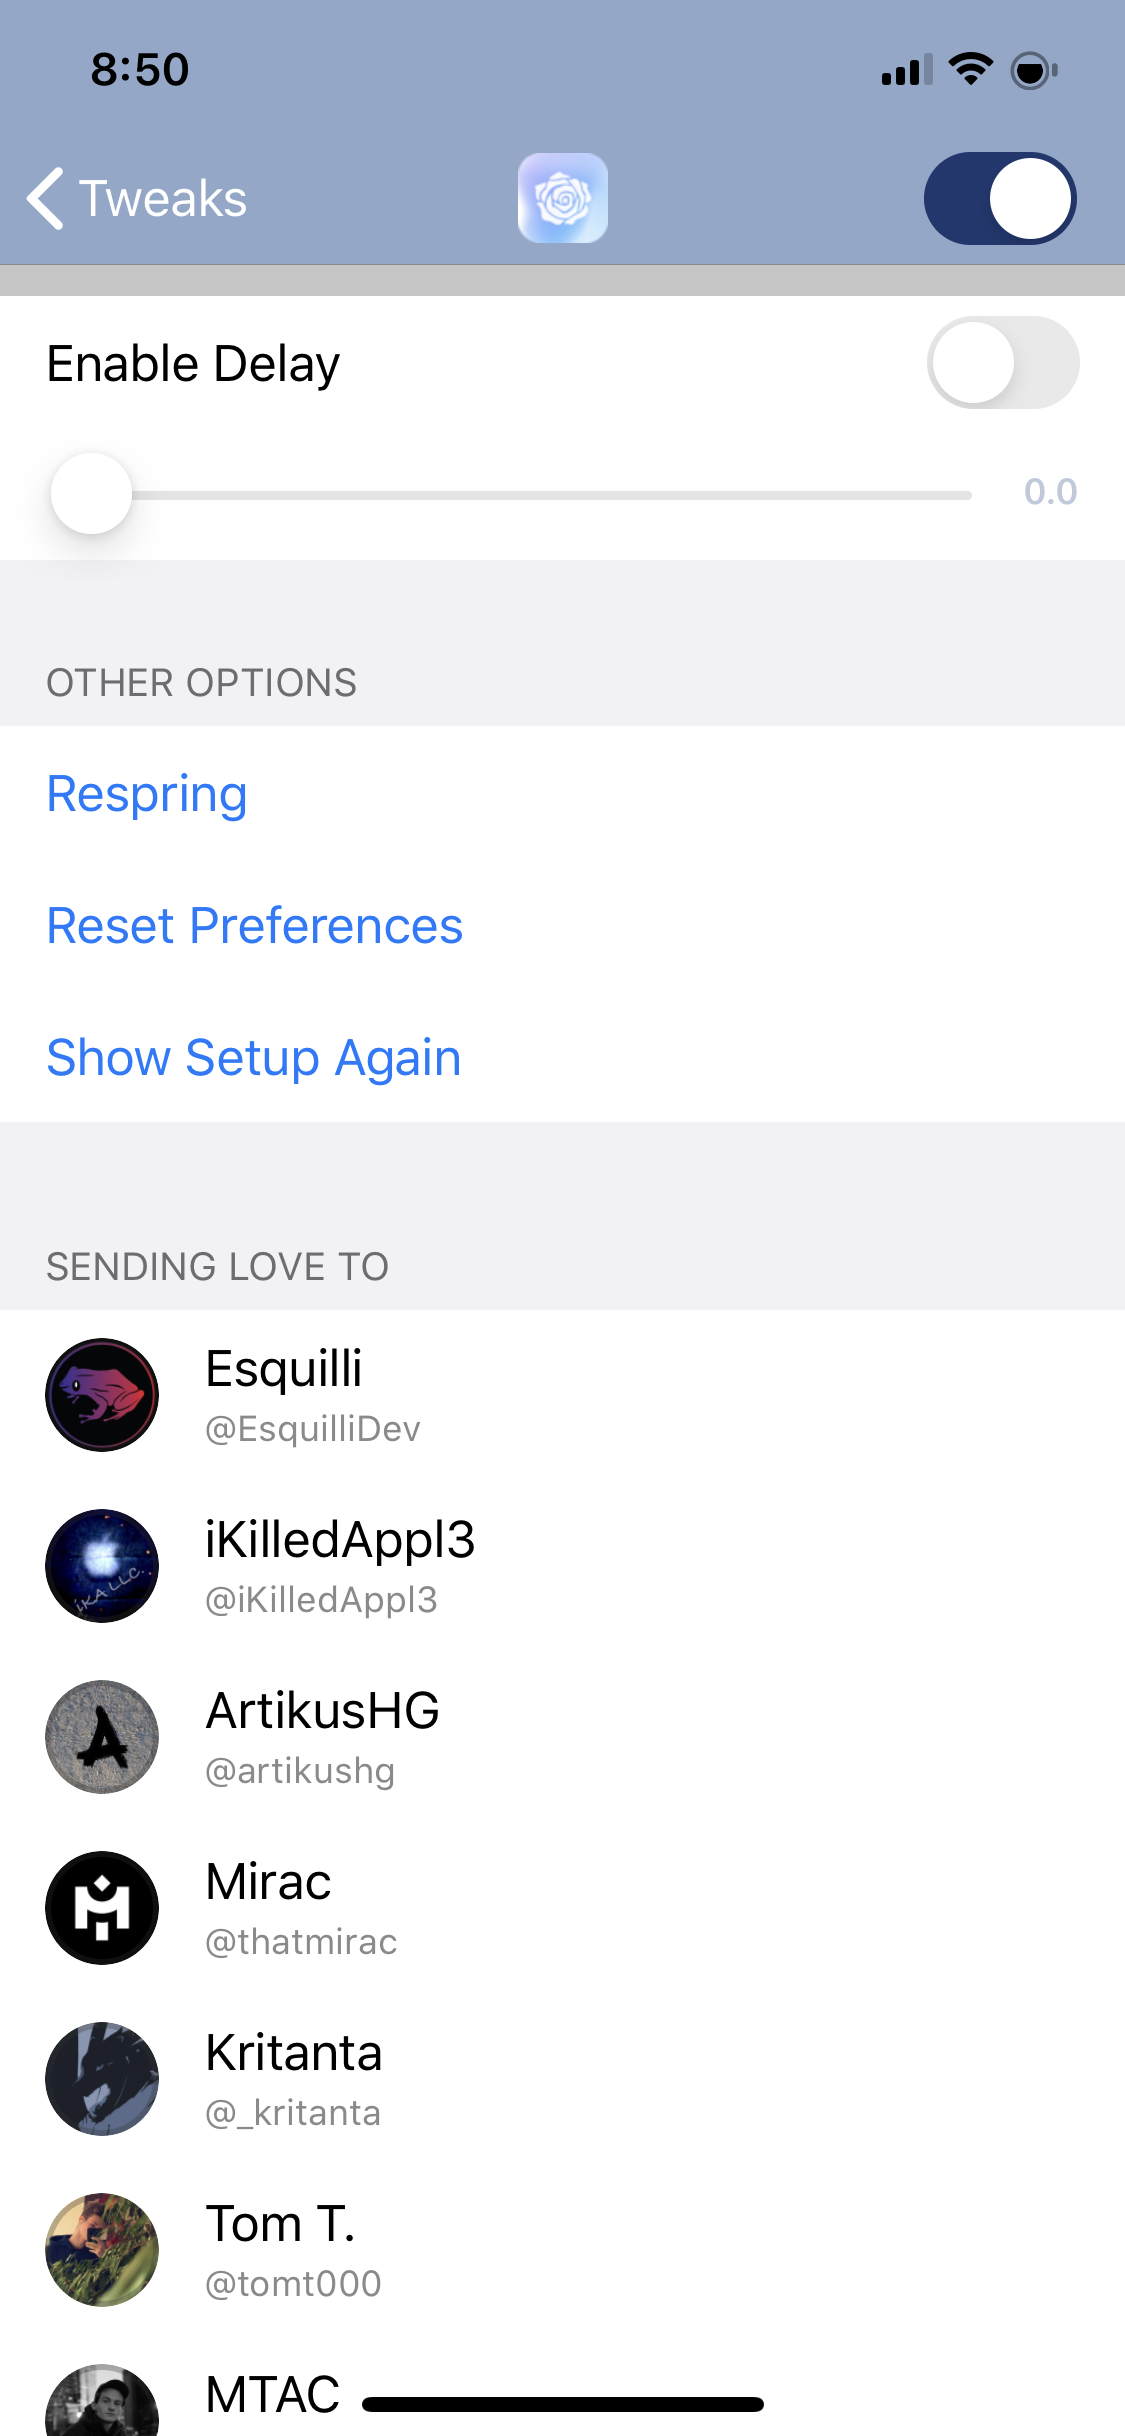 8:50
Tweaks
Enable Delay
0.0
OTHER OPTIONS
Respring
Reset Preferences
Show Setup Again
SENDING LOVE TO
Esquilli
@EsquilliDev
iKALLC.
iKilledAppl3
@iKilledAppl3
ArtikusHG
@artikushg
Mirac
@thatmirac
Kritanta
@_kritanta
Tom T.
@tomt000
MTAC